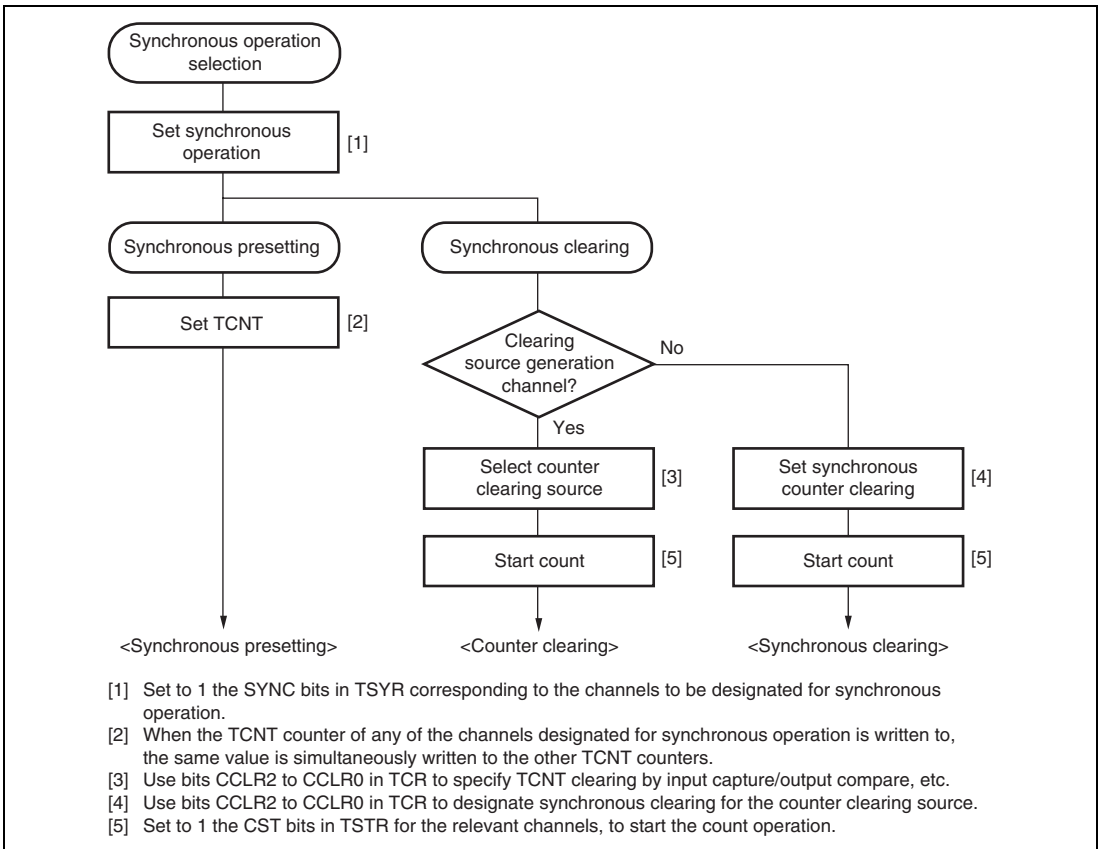 Synchronous operation
selection
Set synchronous
operation
[1]
Synchronous presetting
Synchronous clearing
Set TCNT
[2]
Clearing
source generation
channel?
No
Yes
Select counter
clearing source
[3]
Set synchronous
counter clearing
[4]
Start count
[5]
Start count
[5]
<Synchronous presetting>
<Counter clearing>
<Synchronous clearing>
[1] Set to 1 the SYNC bits in TSYR corresponding to the channels to be designated for synchronous
operation.
[2] When the TCNT counter of any of the channels designated for synchronous operation is written to,
the same value is simultaneously written to the other TCNT counters.
[3] Use bits CCLR2 to CCLR0 in TCR to specify TCNT clearing by input capture/output compare, etc.
[4] Use bits CCLR2 to CCLR0 in TCR to designate synchronous clearing for the counter clearing source.
[5] Set to 1 the CST bits in TSTR for the relevant channels, to start the count operation.